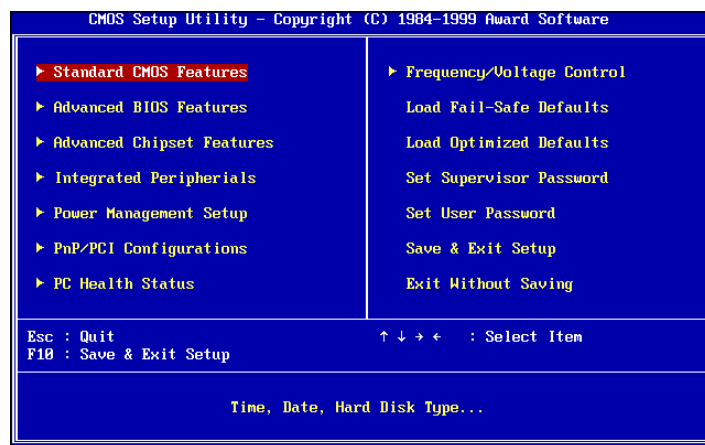 CMOS Setup Utility - Copyright (C) 1984-1999 Award Software
► Standard CMOS Features
► Advanced BIOS Features
► Advanced Chipset Features
► Integrated Peripherials
► Power Management Setup
► PnP/PCI Configurations
► PC Health Status
► Frequency/Voltage Control
Load Fail-Safe Defaults
Load Optimized Defaults
Set Supervisor Password
Set User Password
Save & Exit Setup
Exit Without Saving
Esc : Quit
F10 : Save & Exit Setup
↑ ↓ → ← : Select Item
Time, Date, Hard Disk Type...